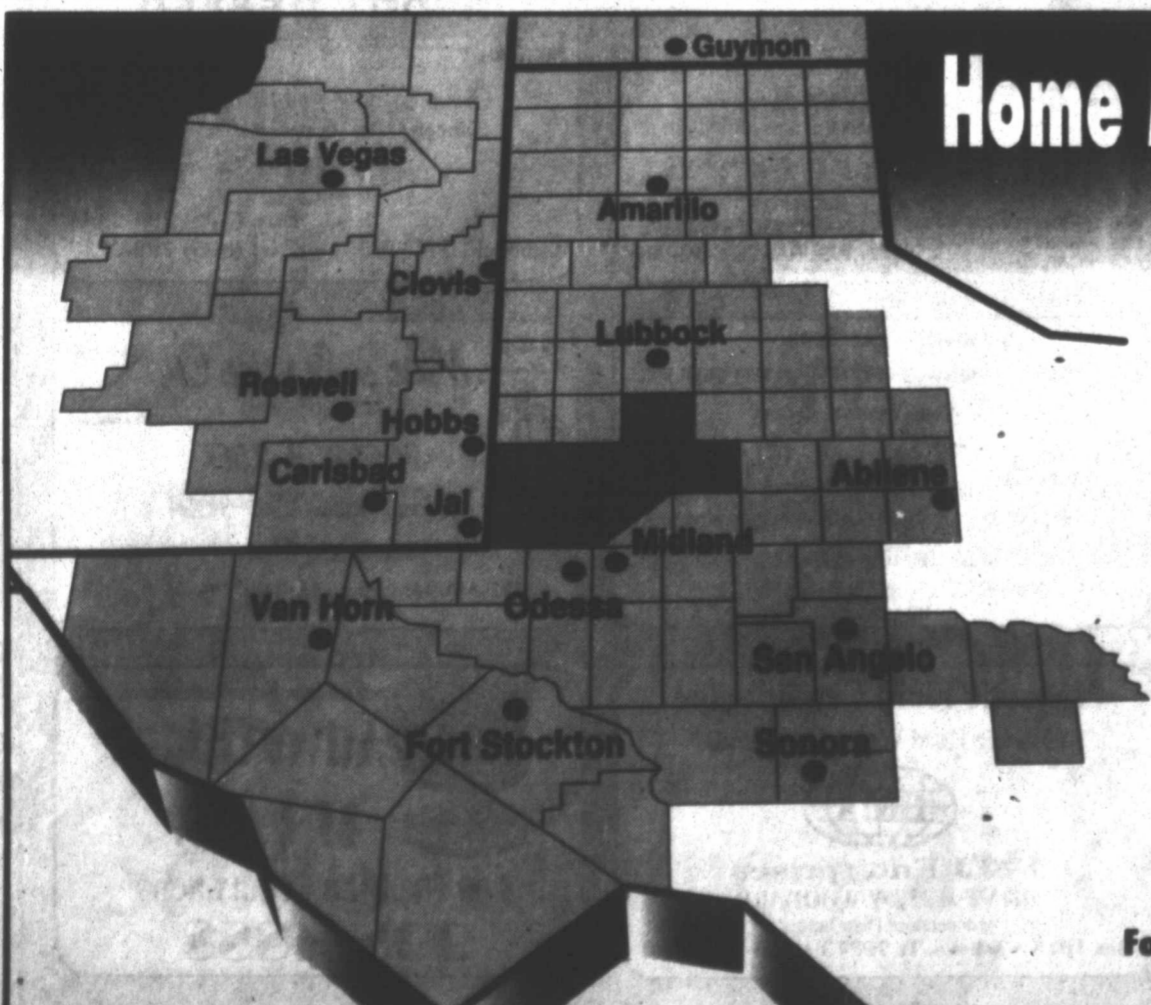 Guymon
Home
Las Vegas
Amarillo
Clovis
Lubbock
Roswell
Hobbs
Carlsbad
Abilene
Jal
Midland
Van Horn
Odessa
San Angelo
Fort Stockton
Sonora
Fo